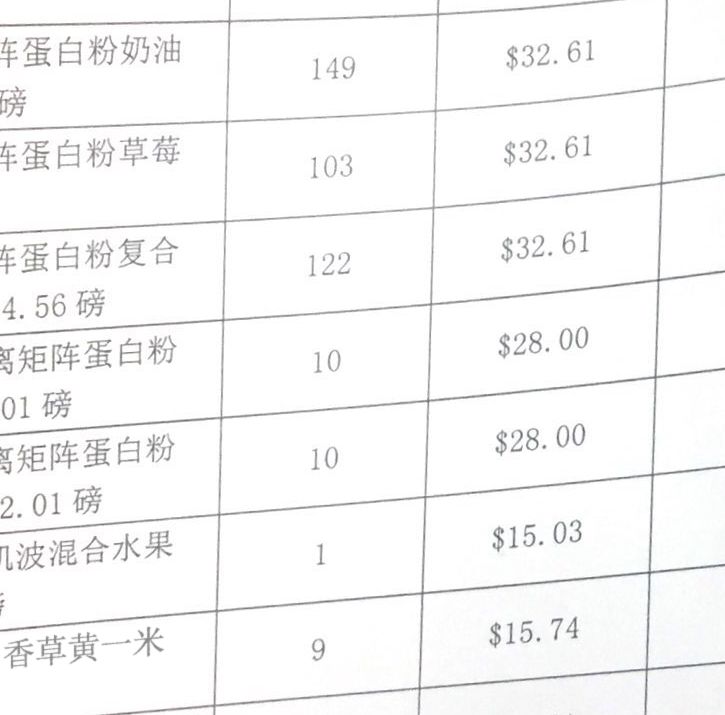 阵蛋白粉奶油
149
$32.61
磅
阵蛋白粉草莓
103
$32.61
阵蛋白粉复合
122
$32.61
4.56 磅
离矩阵蛋白粉
10
$28.00
01 磅
离矩阵蛋白粉
10
$28.00
2.01 磅
波混合水果
1
$15.03
香草黄一米
9
$15.74